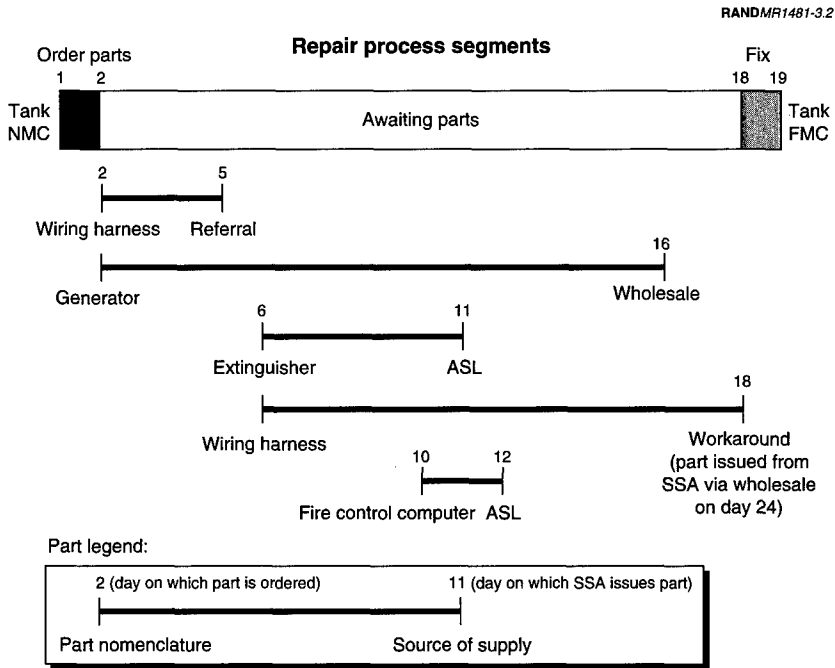 RANDMR1481-3.2
Repair process segments
Order parts
Fix
1 2 18 19
Tank
NMC
Awaiting parts
Tank
FMC
2 5
Wiring harness Referral
16
Generator
Wholesale
6 11
Extinguisher ASL
18
Wiring harness
Workaround
(part issued from
SSA via wholesale
on day 24)
10 12
Fire control computer ASL
Part legend:
2 (day on which part is ordered) 11 (day on which SSA issues part)
Part nomenclature Source of supply